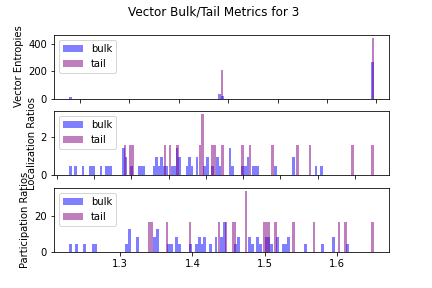 Vector Bulk/Tail Metrics for 3
Vector Entropies
400
200
0
bulk
tail
Localization Ratios
2
0
bulk
tail
Participation Ratios
20
0
bulk
tail
1.3 1.4 1.5 1.6